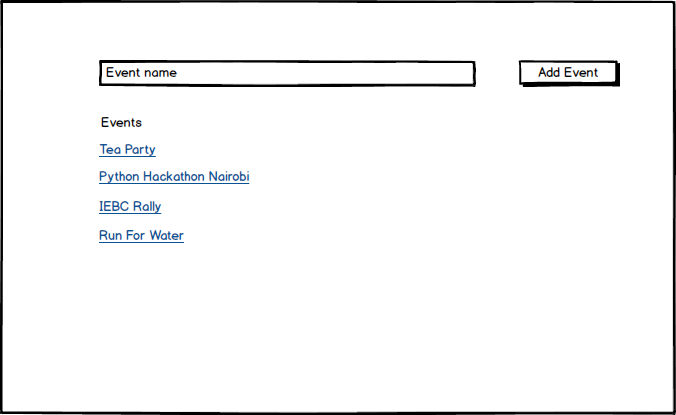 Event name
Add Event
Events
Tea Party
Python Hackathon Nairobi
IEBC Rally
Run For Water